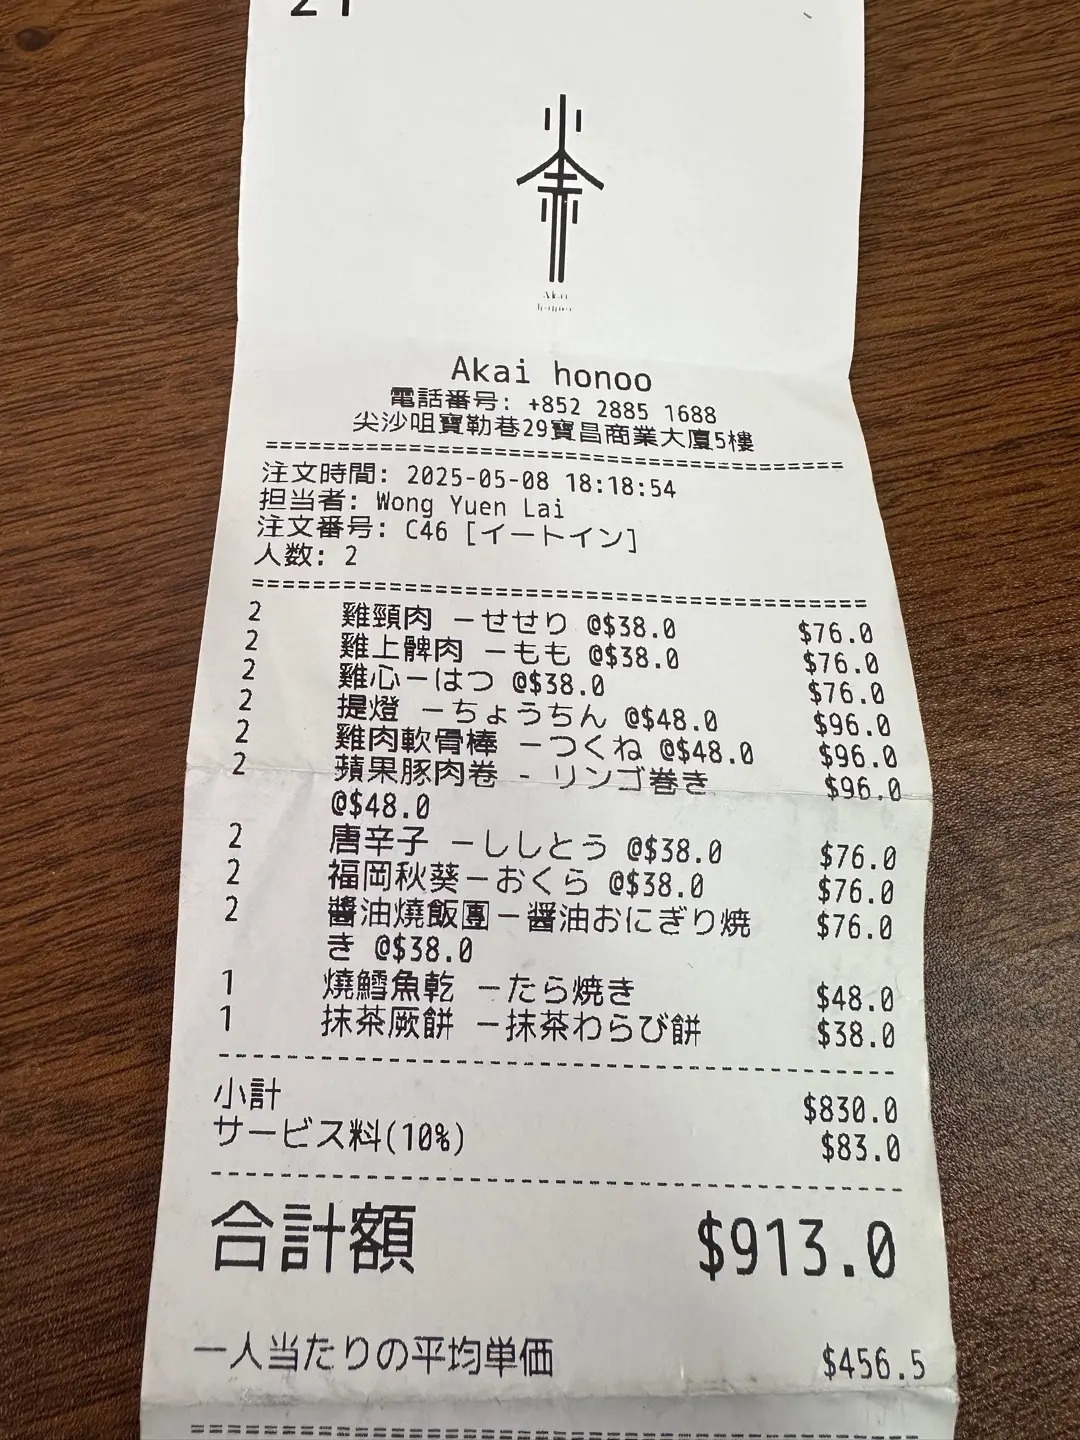 Akai honoo
電話番号: +852 2885 1688
尖沙咀寶勒巷29寶昌商業大廈5樓
注文時間: 2025-05-08 18:18:54
担当者: Wong Yuen Lai
注文番号: C46 [イートイン]
人数: 2
2 雞頸肉 －せせり @$38.0 $76.0
2 雞上髀肉 －もも @$38.0 $76.0
2 雞心－はつ @$38.0 $76.0
2 提燈 －ちょうちん @$48.0 $96.0
2 雞肉軟骨棒 －つくね @$48.0 $96.0
2 蘋果豚肉卷 - リンゴ巻き $96.0
@$48.0
2 唐辛子 －ししとう @$38.0 $76.0
2 福岡秋葵－おくら @$38.0 $76.0
2 醬油燒飯團－醤油おにぎり焼 $76.0
き @$38.0
1 燒鱈魚乾 －たら焼き $48.0
1 抹茶厥餅 －抹茶わらび餅 $38.0
小計 $830.0
サービス料(10%) $83.0
合計額 $913.0
一人当たりの平均単価 $456.5